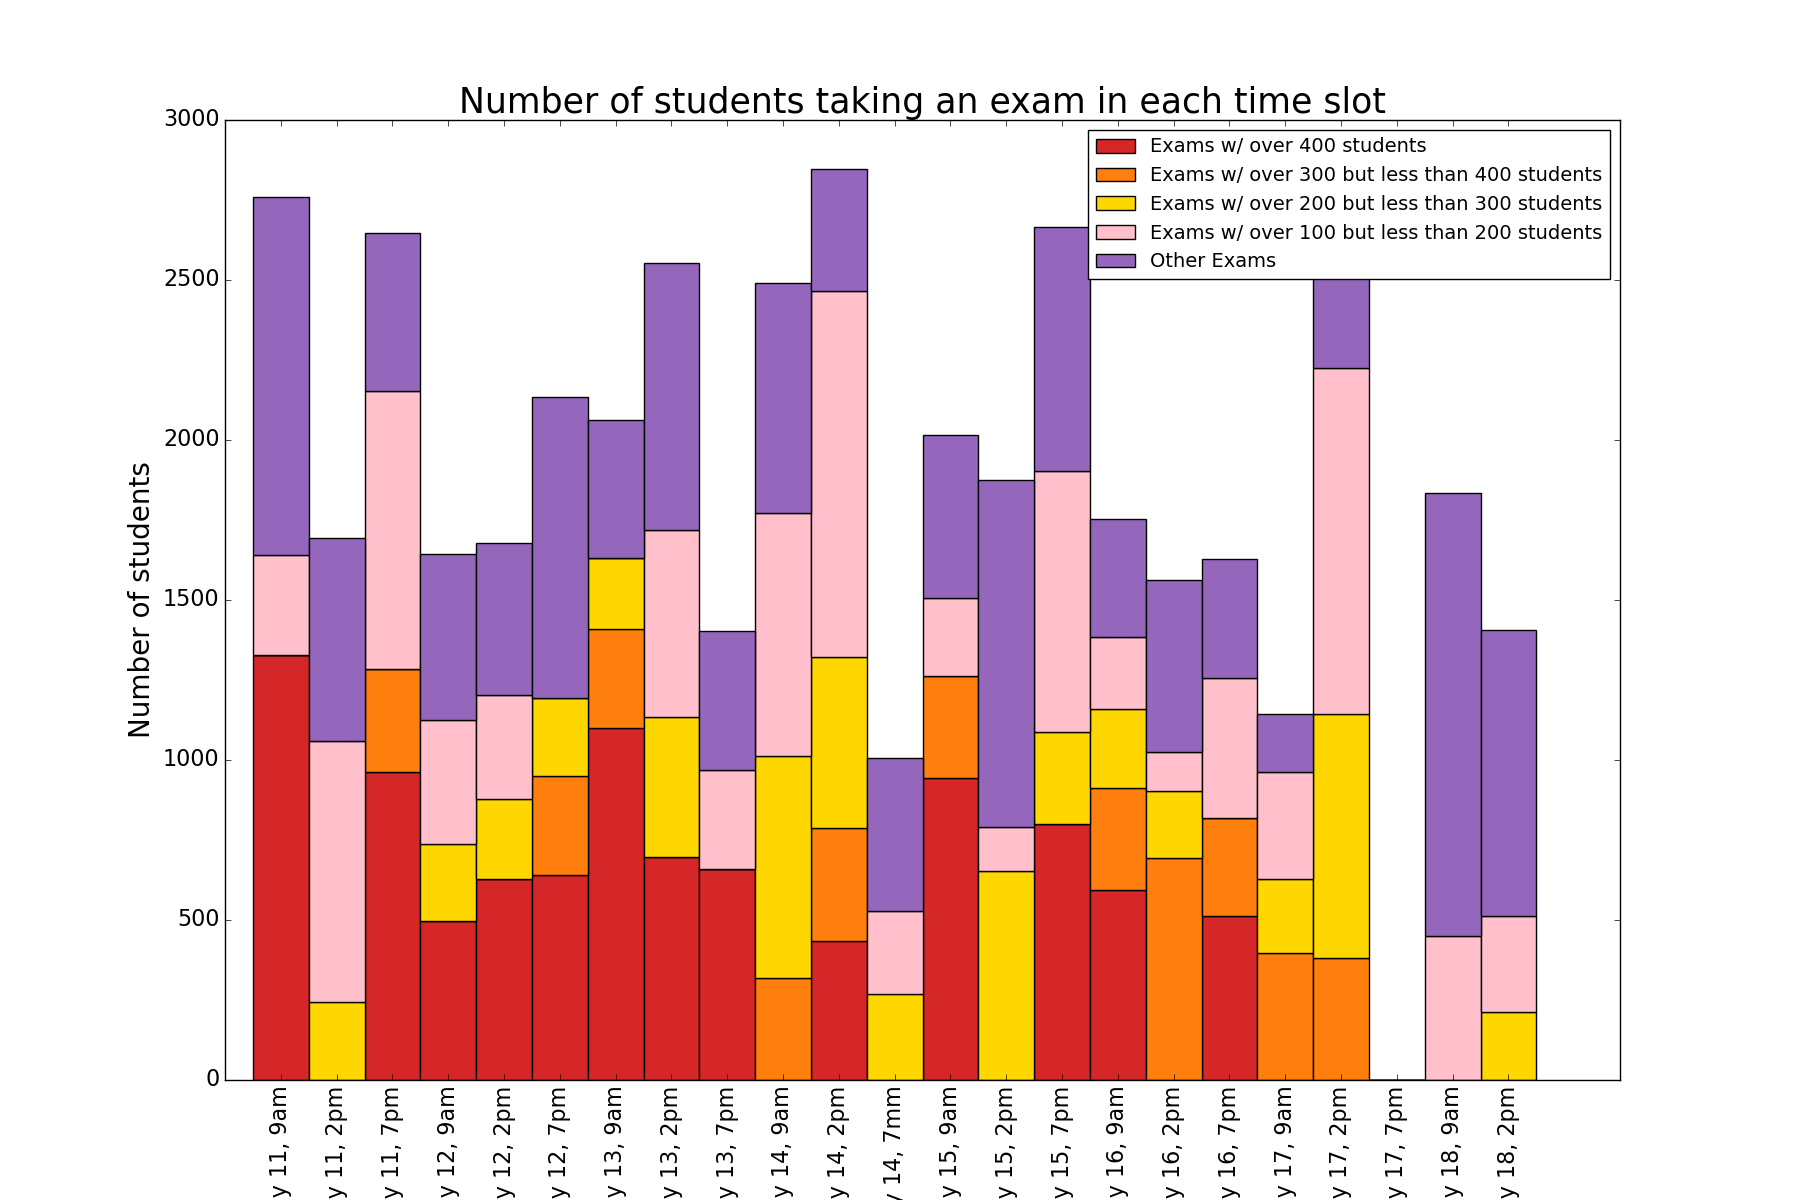 Number of students taking an exam in each time slot
3000
2500
2000
1500
1000
500
0
Number of students
Exams w/ over 400 students
Exams w/ over 300 but less than 400 students
Exams w/ over 200 but less than 300 students
Exams w/ over 100 but less than 200 students
Other Exams
y 11, 9am
y 11, 2pm
y 11, 7pm
y 12, 9am
y 12, 2pm
y 12, 7pm
y 13, 9am
y 13, 2pm
y 13, 7pm
y 14, 9am
y 14, 2pm
y 14, 7mm
y 15, 9am
y 15, 2pm
y 15, 7pm
y 16, 9am
y 16, 2pm
y 16, 7pm
y 17, 9am
y 17, 2pm
y 17, 7pm
y 18, 9am
y 18, 2pm